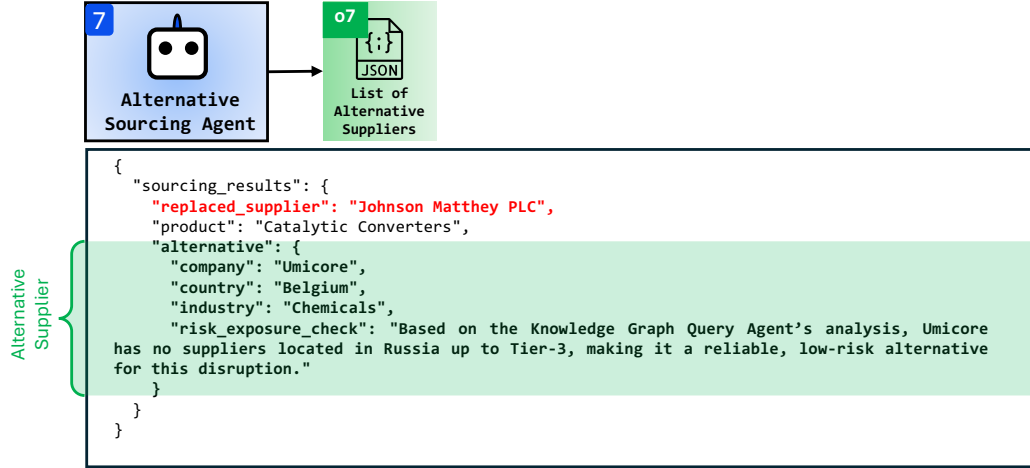 7
Alternative
Sourcing Agent
o7
{;}
JSON
List of
Alternative
Suppliers
Alternative
Supplier
{
"sourcing_results": {
"replaced_supplier": "Johnson Matthey PLC",
"product": "Catalytic Converters",
"alternative": {
"company": "Umicore",
"country": "Belgium",
"industry": "Chemicals",
"risk_exposure_check": "Based on the Knowledge Graph Query Agent’s analysis, Umicore
has no suppliers located in Russia up to Tier-3, making it a reliable, low-risk alternative
for this disruption."
}
}
}